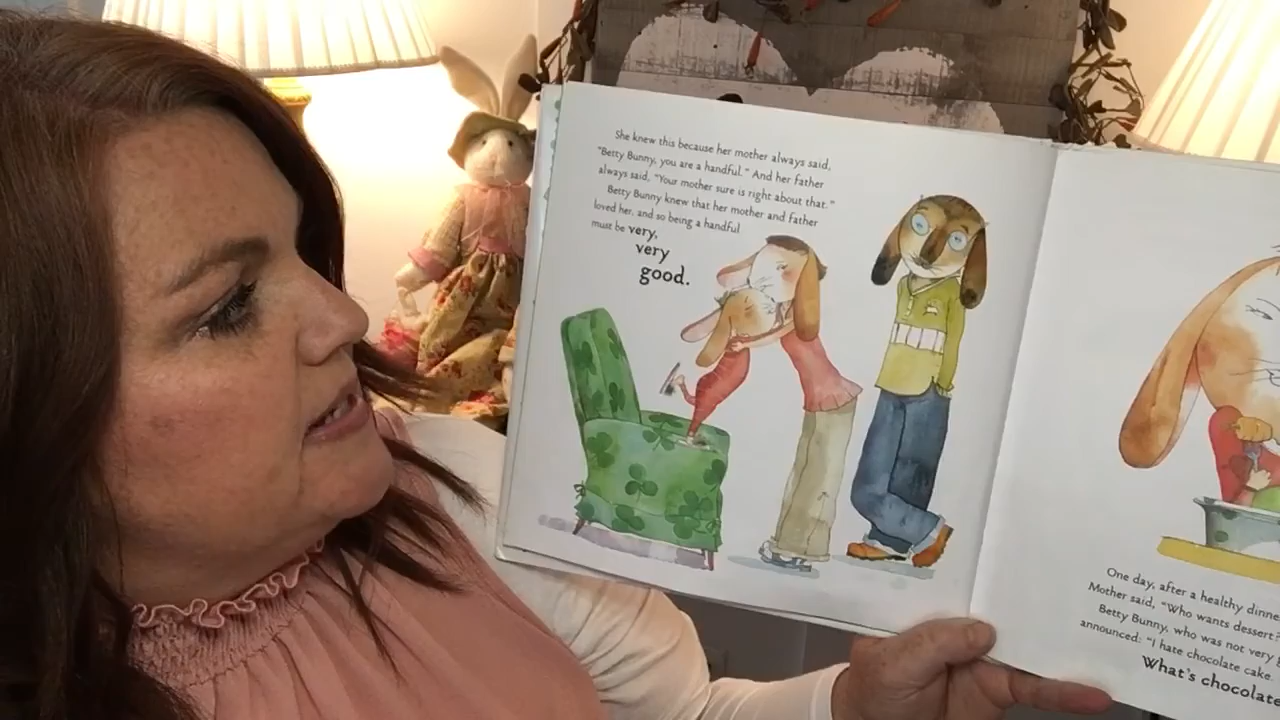 She knew this because her mother always said,
"Betty Bunny, you are a handful." And her father
always said, "Your mother sure is right about that."
Betty Bunny knew that her mother and father
loved her, and so being a handful
must be very,
very
good.
One day, after a healthy dinne
Mother said, "Who wants dessert?
Betty Bunny, who was not very
announced: "I hate chocolate cake.
What's chocolate